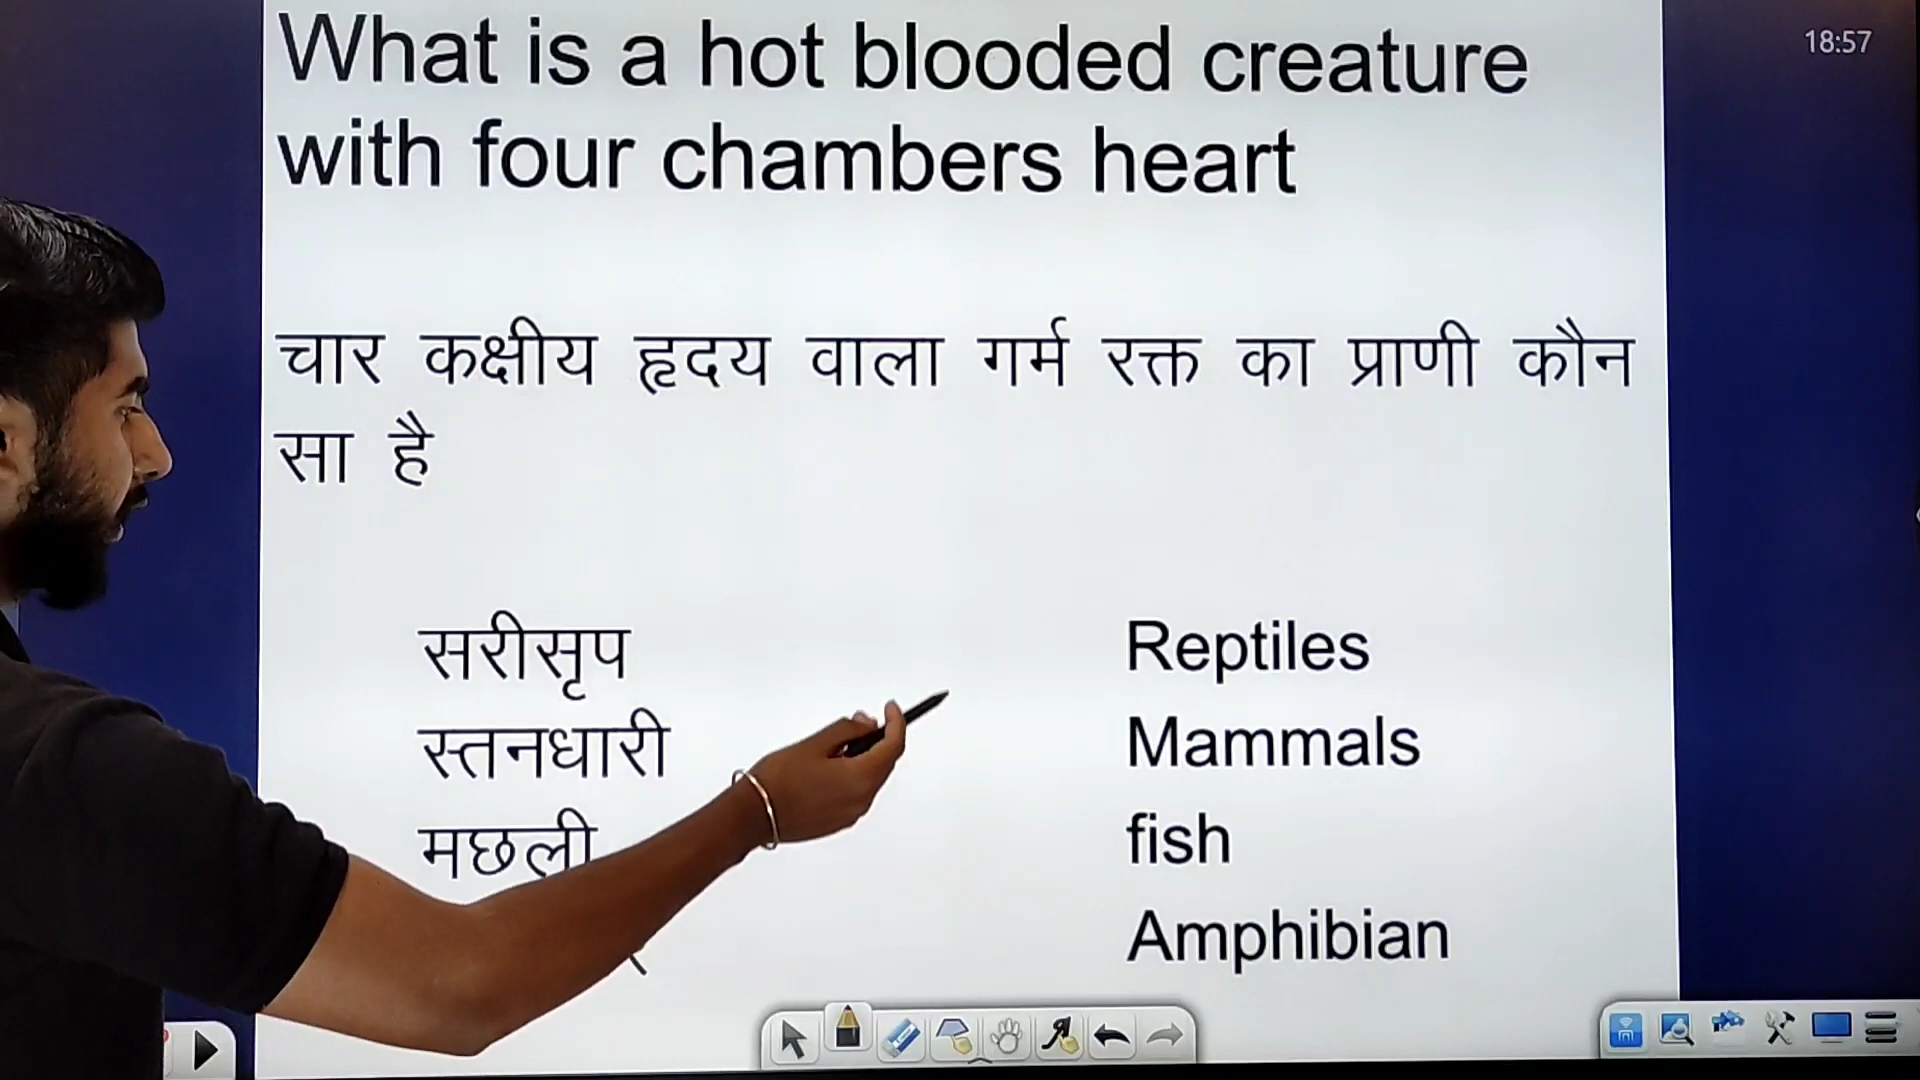 What is a hot blooded creature
with four chambers heart
18:57
चार कक्षीय हृदय वाला गर्म रक्त का प्राणी कौन
सा है
सरीसृप
Reptiles
स्तनधारी
Mammals
मछली
fish
Amphibian